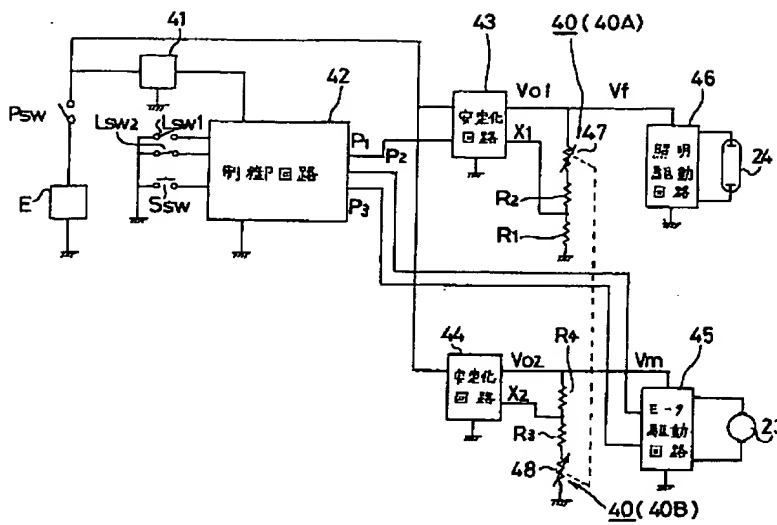 41
43
40 (40A)
42
Vo1
Vf
46
PSW
LSW2
LSW1
安定化
回路
X1
47
P1
P2
制御回路
照明
駆動
回路
24
P3
R2
E
SSW
R1
44
Vo2
R4
Vm
45
安定化
回路
X2
モータ
駆動
回路
23
R3
48
40 (40B)